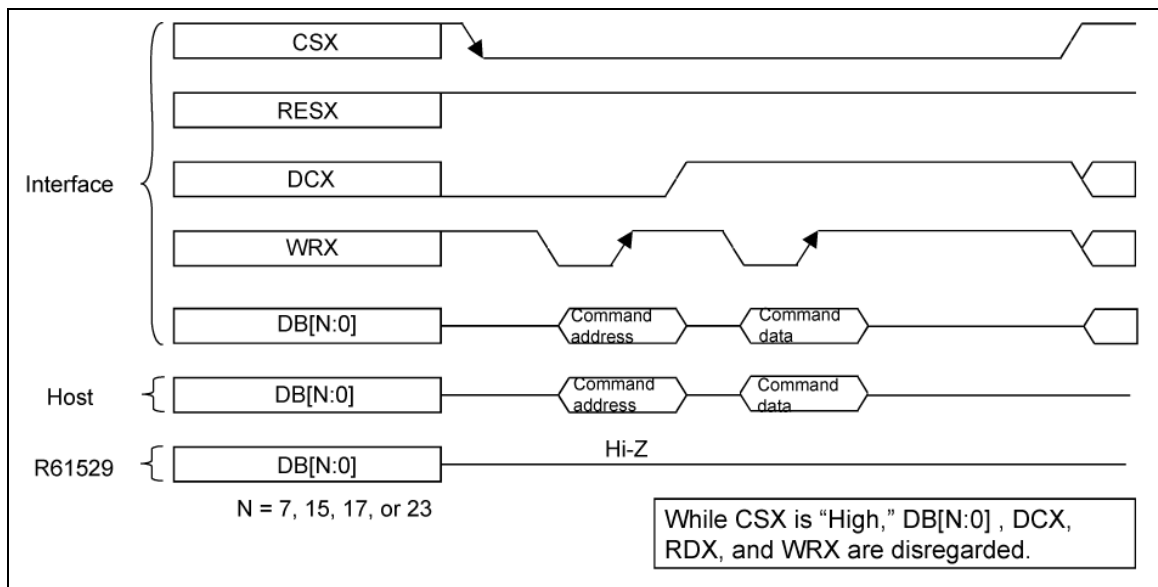 CSX
RESX
Interface
DCX
WRX
DB[N:0]
Command
address
Command
data
Host
DB[N:0]
Command
address
Command
data
R61529
DB[N:0]
Hi-Z
N = 7, 15, 17, or 23
While CSX is “High,” DB[N:0] , DCX,
RDX, and WRX are disregarded.